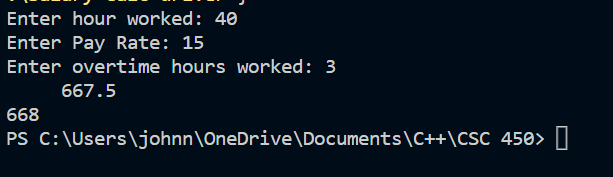 Enter hour worked: 40
Enter Pay Rate: 15
Enter overtime hours worked: 3
667.5
668
PS C:\Users\johnn\OneDrive\Documents\C++\CSC 450>